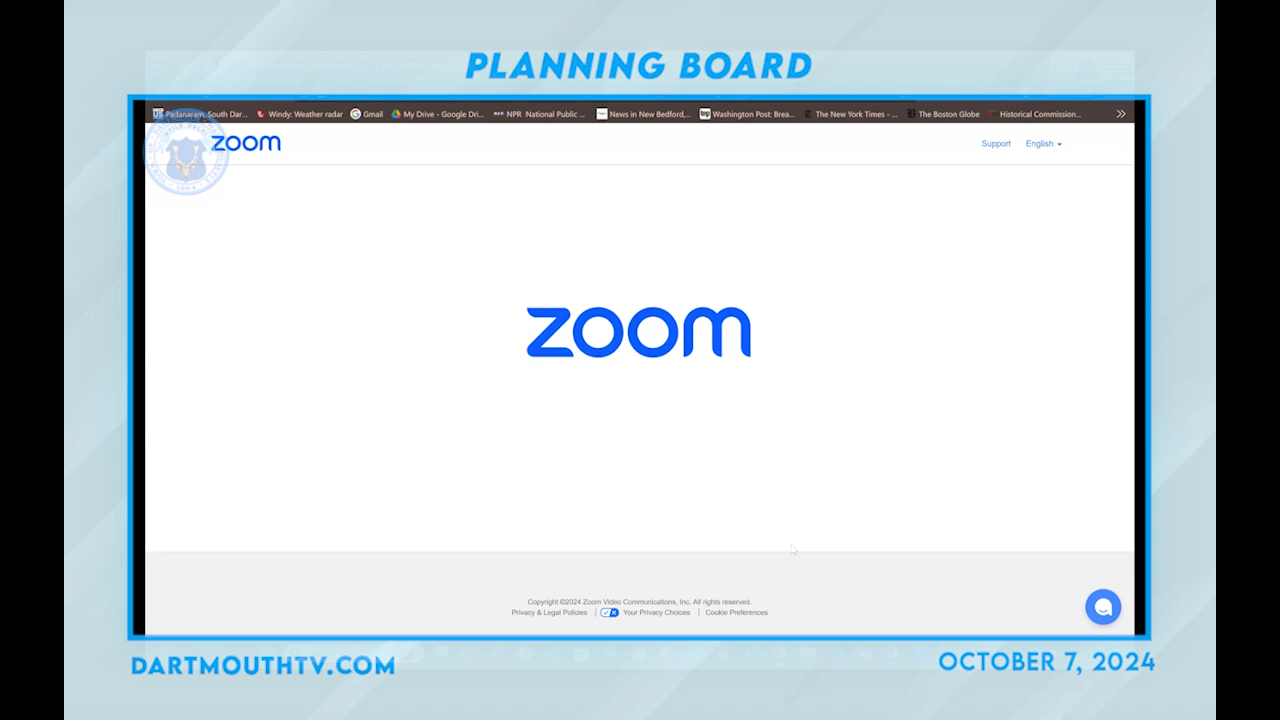 PLANNING BOARD
Padanaram, South Dar... Windy: Weather radar Gmail My Drive - Google Dri... NPR National Public ... News in New Bedford,... Washington Post: Brea... The New York Times - ... The Boston Globe Historical Commission...
zoom Support English
zoom
Copyright ©2024 Zoom Video Communications, Inc. All rights reserved.
Privacy & Legal Policies | Your Privacy Choices | Cookie Preferences
DARTMOUTHTV.COM OCTOBER 7, 2024